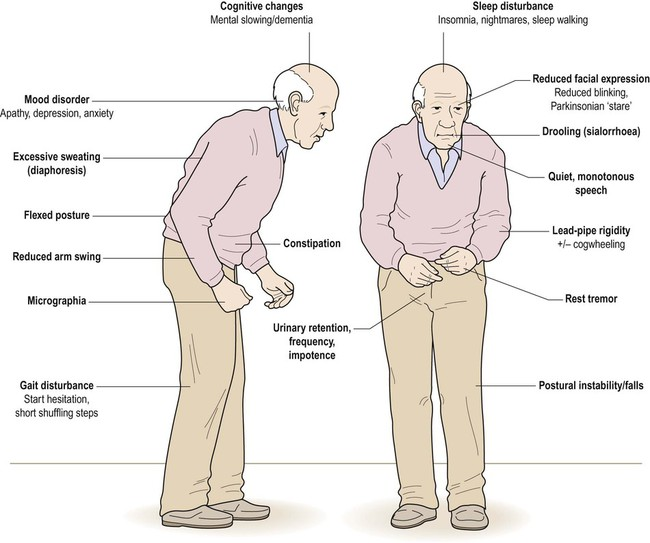 Cognitive changes
Mental slowing/dementia
Sleep disturbance
Insomnia, nightmares, sleep walking
Mood disorder
Apathy, depression, anxiety
Excessive sweating
(diaphoresis)
Flexed posture
Reduced arm swing
Micrographia
Gait disturbance
Start hesitation,
short shuffling steps
Constipation
Urinary retention,
frequency,
impotence
Reduced facial expression
Reduced blinking,
Parkinsonian ‘stare’
Drooling (sialorrhoea)
Quiet, monotonous
speech
Lead-pipe rigidity
+/– cogwheeling
Rest tremor
Postural instability/falls